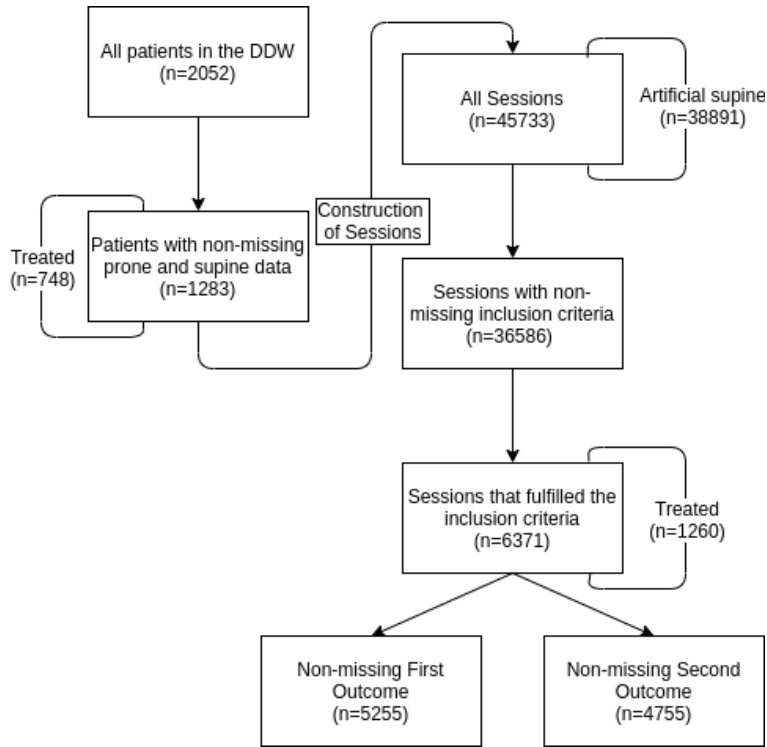 All patients in the DDW
(n=2052)
All Sessions
(n=45733)
Artificial supine
(n=38891)
Construction
of Sessions
Treated
(n=748)
Patients with non-missing
prone and supine data
(n=1283)
Sessions with non-
missing inclusion criteria
(n=36586)
Sessions that fulfilled the
inclusion criteria
(n=6371)
Treated
(n=1260)
Non-missing First
Outcome
(n=5255)
Non-missing Second
Outcome
(n=4755)